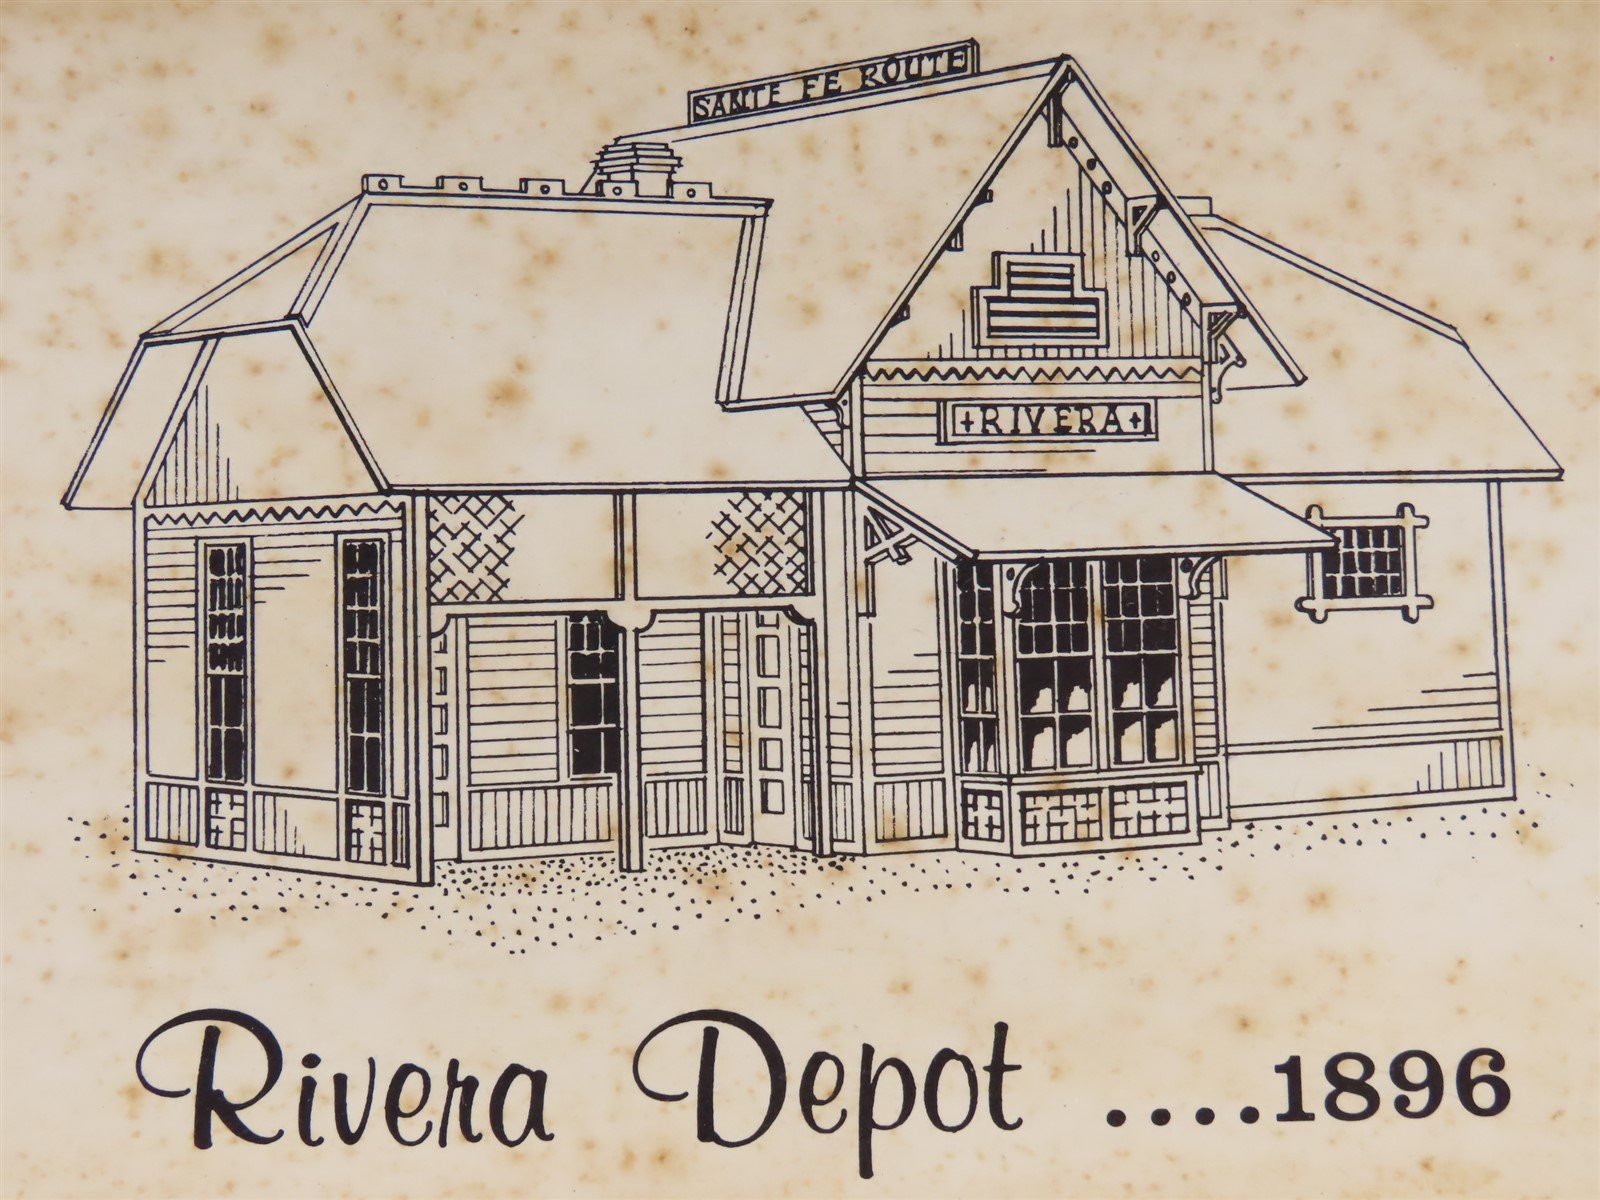 SANTE FE ROUTE
+RIVERA+
Rivera Depot ....1896